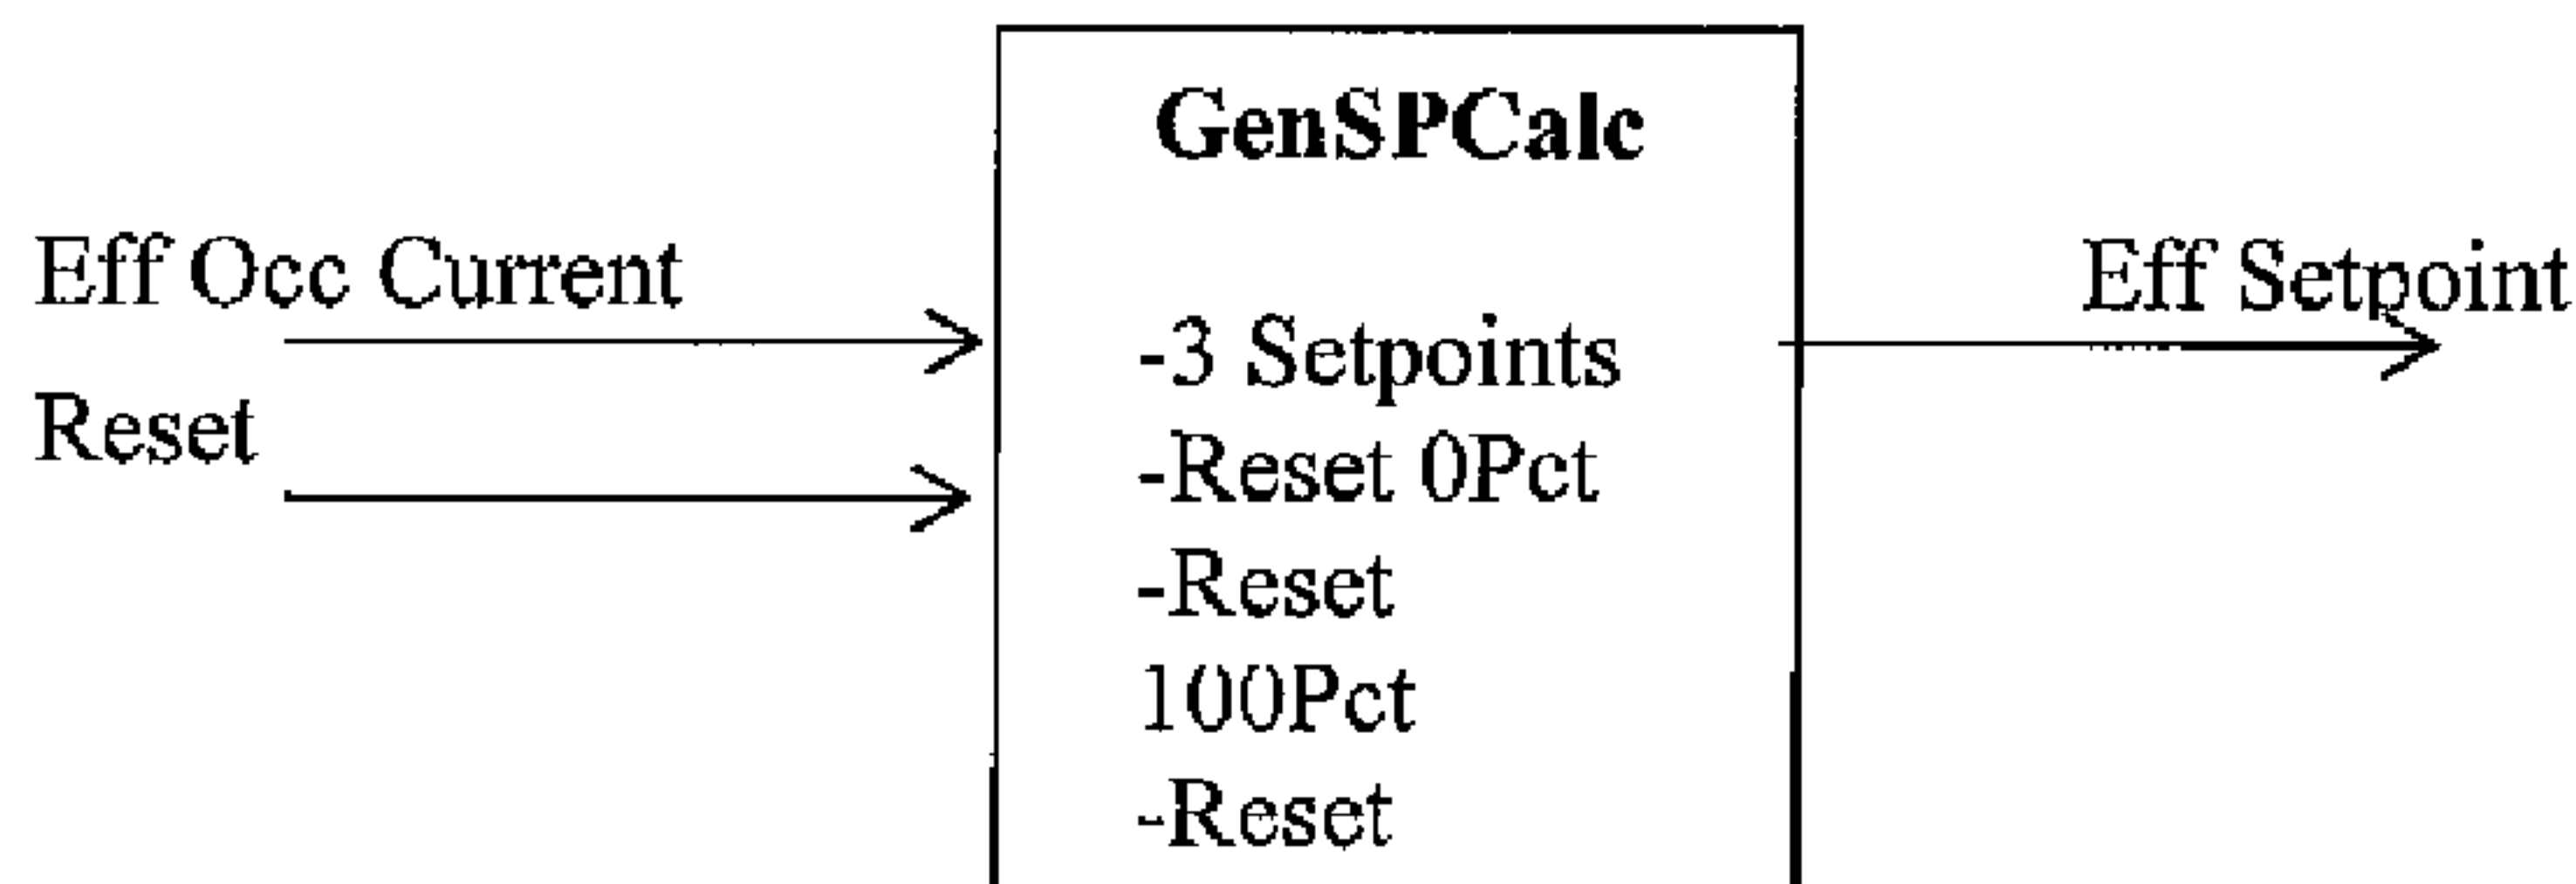 GenSPCalc
Eff Occ Current
Reset
-3 Setpoints
-Reset 0Pct
-Reset
100Pct
-Reset
Eff Setpoint